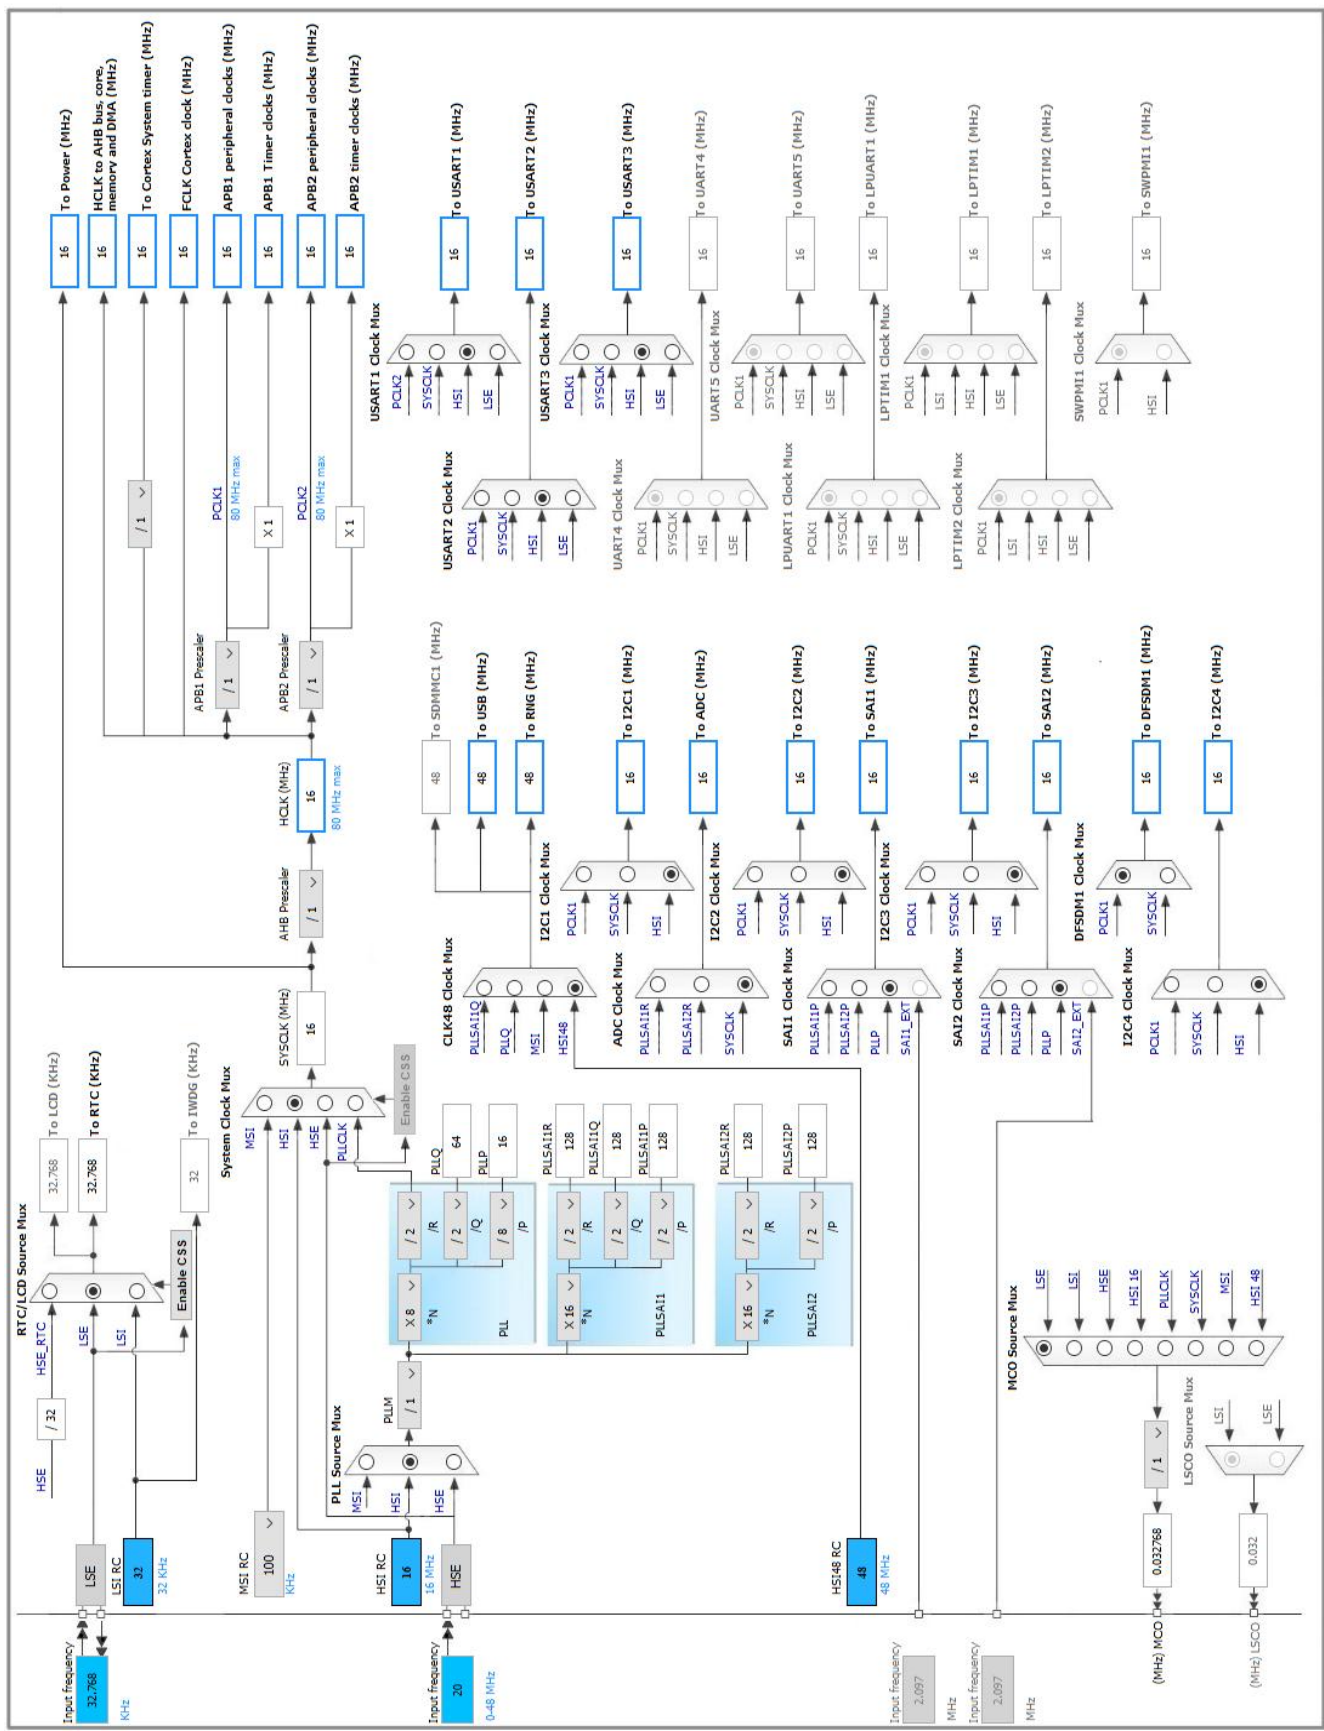 RTC/LCD Source Mux
HSE
/ 32
HSE_RTC
32.768
To LCD (KHz)
To Power (MHz)
16
Input frequency
32.768
KHz
LSE
LSE
32.768
To RTC (KHz)
LSI RC
32
32 KHz
LSI
Enable CSS
32
To IWDG (KHz)
16
HCLK to AHB bus, core,
memory and DMA (MHz)
/ 1
16
To Cortex System timer (MHz)
16
FCLK Cortex clock (MHz)
System Clock Mux
MSI RC
100
KHz
MSI
HSI
HSE
PLLCLK
Enable CSS
SYSCLK (MHz)
16
AHB Prescaler
/ 1
HCLK (MHz)
16
80 MHz max
APB1 Prescaler
/ 1
PCLK1
80 MHz max
16
APB1 peripheral clocks (MHz)
X 1
16
APB1 Timer clocks (MHz)
APB2 Prescaler
/ 1
PCLK2
80 MHz max
16
APB2 peripheral clocks (MHz)
X 1
16
APB2 timer clocks (MHz)
PLL Source Mux
HSI RC
16
16 MHz
Input frequency
20
0-48 MHz
HSE
MSI
HSI
HSE
PLLM
/ 1
X 8
*N
PLL
/ 2
/R
/ 2
/Q
/ 8
/P
PLLQ
64
PLLP
16
X 16
*N
PLLSAI1
/ 2
/R
/ 2
/Q
/ 2
/P
PLLSAI1R
128
PLLSAI1Q
128
PLLSAI1P
128
X 16
*N
PLLSAI2
/ 2
/R
/ 2
/P
PLLSAI2R
128
PLLSAI2P
128
HSI48 RC
48
48 MHz
Input frequency
2.097
MHz
Input frequency
2.097
MHz
CLK48 Clock Mux
PLLSAI1Q
PLLQ
MSI
HSI48
48
To SDMMC1 (MHz)
48
To USB (MHz)
48
To RNG (MHz)
I2C1 Clock Mux
PCLK1
SYSCLK
HSI
16
To I2C1 (MHz)
ADC Clock Mux
PLLSAI1R
PLLSAI2R
SYSCLK
16
To ADC (MHz)
I2C2 Clock Mux
PCLK1
SYSCLK
HSI
16
To I2C2 (MHz)
SAI1 Clock Mux
PLLSAI1P
PLLSAI2P
PLLP
SAI1_EXT
16
To SAI1 (MHz)
I2C3 Clock Mux
PCLK1
SYSCLK
HSI
16
To I2C3 (MHz)
SAI2 Clock Mux
PLLSAI1P
PLLSAI2P
PLLP
SAI2_EXT
16
To SAI2 (MHz)
DFSDM1 Clock Mux
PCLK1
SYSCLK
16
To DFSDM1 (MHz)
I2C4 Clock Mux
PCLK1
SYSCLK
HSI
16
To I2C4 (MHz)
USART1 Clock Mux
PCLK2
SYSCLK
HSI
LSE
16
To USART1 (MHz)
USART2 Clock Mux
PCLK1
SYSCLK
HSI
LSE
16
To USART2 (MHz)
USART3 Clock Mux
PCLK1
SYSCLK
HSI
LSE
16
To USART3 (MHz)
UART4 Clock Mux
PCLK1
SYSCLK
HSI
LSE
16
To UART4 (MHz)
UART5 Clock Mux
PCLK1
SYSCLK
HSI
LSE
16
To UART5 (MHz)
LPUART1 Clock Mux
PCLK1
SYSCLK
HSI
LSE
16
To LPUART1 (MHz)
LPTIM1 Clock Mux
PCLK1
LSI
HSI
LSE
16
To LPTIM1 (MHz)
LPTIM2 Clock Mux
PCLK1
LSI
HSI
LSE
16
To LPTIM2 (MHz)
SWPMI1 Clock Mux
PCLK1
HSI
16
To SWPMI1 (MHz)
MCO Source Mux
LSE
LSI
HSE
HSI 16
PLLCLK
SYSCLK
MSI
HSI 48
(MHz) MCO
0.032768
/ 1
LSCO Source Mux
LSI
LSE
(MHz) LSCO
0.032